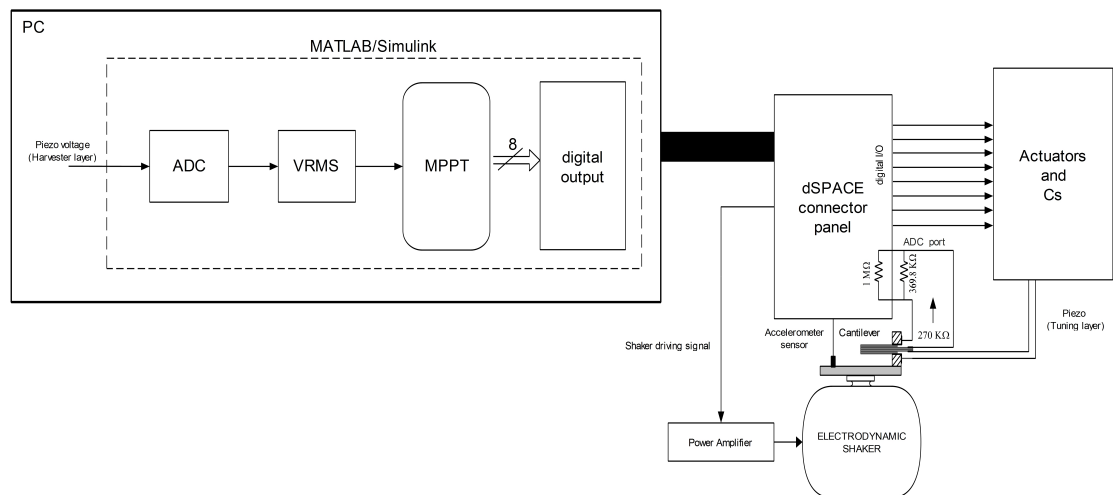 PC
MATLAB/Simulink
Piezo voltage
(Harvester layer)
ADC
VRMS
MPPT
8
digital
output
dSPACE
connector
panel
digital I/O
Actuators
and
Cs
ADC port
1 MΩ
369.8 KΩ
270 KΩ
Piezo
(Tuning layer)
Accelerometer
sensor
Cantilever
Shaker driving signal
Power Amplifier
ELECTRODYNAMIC
SHAKER